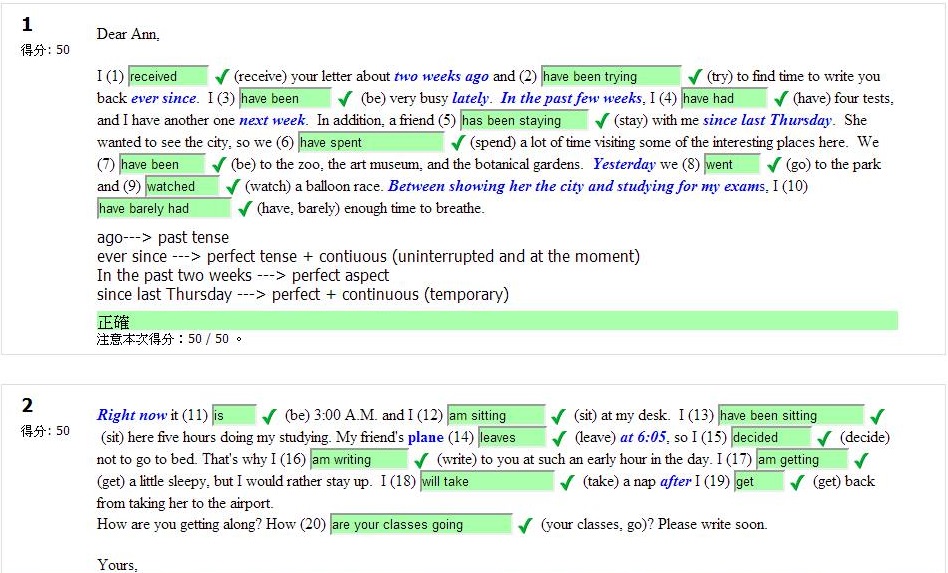 1
得分: 50
Dear Ann,
I (1) received (receive) your letter about two weeks ago and (2) have been trying (try) to find time to write you
back ever since. I (3) have been (be) very busy lately. In the past few weeks, I (4) have had (have) four tests,
and I have another one next week. In addition, a friend (5) has been staying (stay) with me since last Thursday. She
wanted to see the city, so we (6) have spent (spend) a lot of time visiting some of the interesting places here. We
(7) have been (be) to the zoo, the art museum, and the botanical gardens. Yesterday we (8) went (go) to the park
and (9) watched (watch) a balloon race. Between showing her the city and studying for my exams, I (10)
have barely had (have, barely) enough time to breathe.
ago---> past tense
ever since ---> perfect tense + contiuous (uninterrupted and at the moment)
In the past two weeks ---> perfect aspect
since last Thursday ---> perfect + continuous (temporary)
正確
注意本次得分：50 / 50 。
2
得分: 50
Right now it (11) is (be) 3:00 A.M. and I (12) am sitting (sit) at my desk. I (13) have been sitting
(sit) here five hours doing my studying. My friend's plane (14) leaves (leave) at 6:05, so I (15) decided (decide)
not to go to bed. That's why I (16) am writing (write) to you at such an early hour in the day. I (17) am getting
(get) a little sleepy, but I would rather stay up. I (18) will take (take) a nap after I (19) get (get) back
from taking her to the airport.
How are you getting along? How (20) are your classes going (your classes, go)? Please write soon.
Yours,